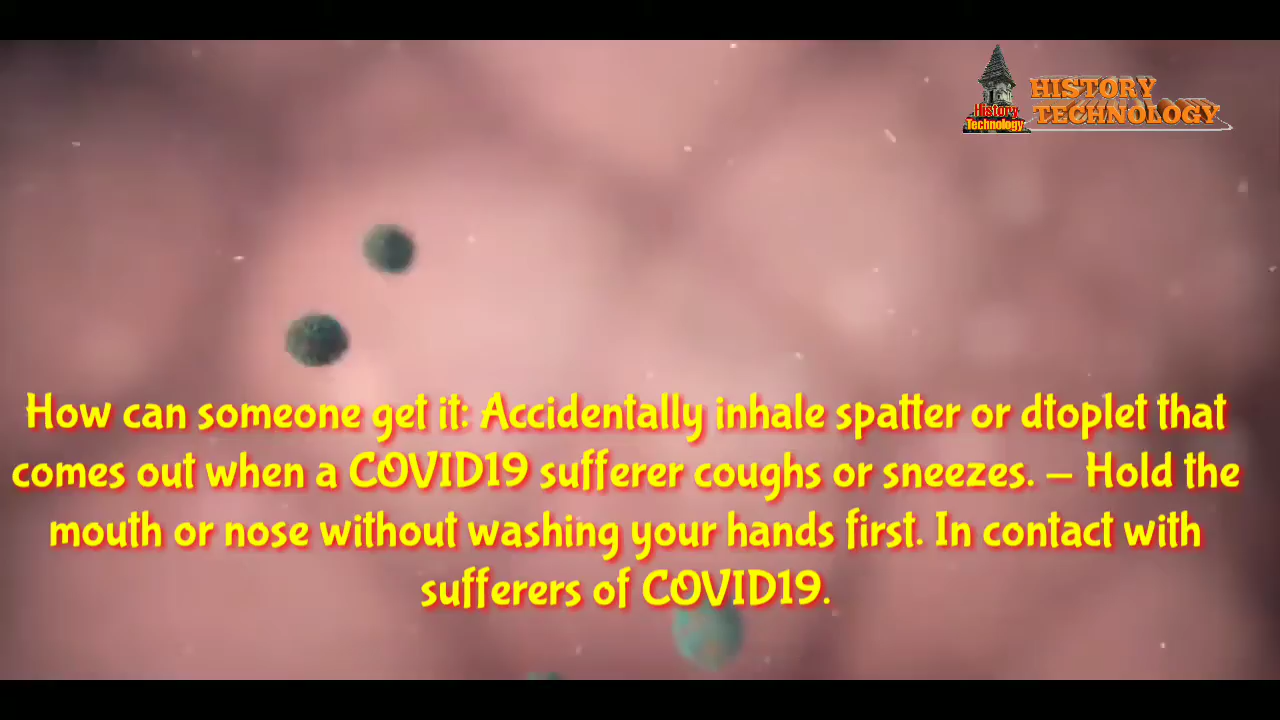 HISTORY
TECHNOLOGY
History
Technology
How can someone get it: Accidentally inhale spatter or dtoplet that
comes out when a COVID19 sufferer coughs or sneezes. – Hold the
mouth or nose without washing your hands first. In contact with
sufferers of COVID19.